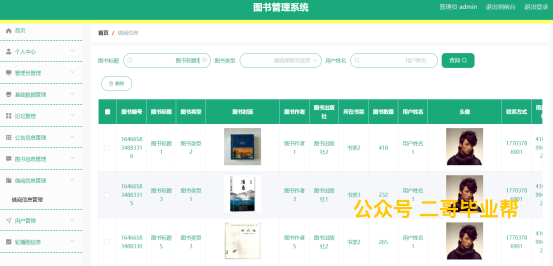 图书管理系统
管理员 admin 退出到前台 退出登录
首页
首页 / 借阅信息
个人中心
管理员管理
基础数据管理
论坛管理
公告信息管理
图书信息管理
借阅信息管理
借阅信息管理
用户管理
轮播图信息
图书标题 图书标题 图书类型 请选择图书类型 用户姓名 用户姓名 查询
删除
图书编号 图书标题 图书类型 图书封面 图书作者 图书出版社 所在书架 图书数量 用户姓名 头像 联系方式
16466583488331 6 图书标题1 图书类型2 图书作者1 图书出版社2 书架2 418 用户姓名1 17703786901
16466583488331 5 图书标题3 图书类型1 图书作者3 图书出版社1 书架3 232 用户姓名1 17703786901
16466583488330 图书标题5 图书类型3 图书作者5 图书出版社2 书架2 265 用户姓名1 17703786901
公众号 二哥毕业帮